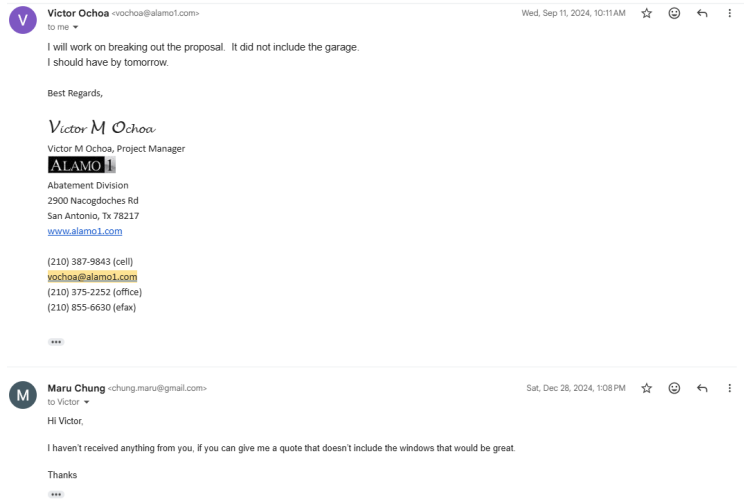 V
Victor Ochoa <vochoa@alamo1.com>
Wed, Sep 11, 2024, 10:11 AM
to me
I will work on breaking out the proposal.  It did not include the garage.
I should have by tomorrow.
Best Regards,
Victor M Ochoa
Victor M Ochoa, Project Manager
ALAMO 1
Abatement Division
2900 Nacogdoches Rd
San Antonio, Tx 78217
www.alamo1.com
(210) 387-9843 (cell)
vochoa@alamo1.com
(210) 375-2252 (office)
(210) 855-6630 (efax)
M
Maru Chung <chung.maru@gmail.com>
Sat, Dec 28, 2024, 1:08 PM
to Victor
Hi Victor,
I haven't received anything from you, if you can give me a quote that doesn't include the windows that would be great.
Thanks